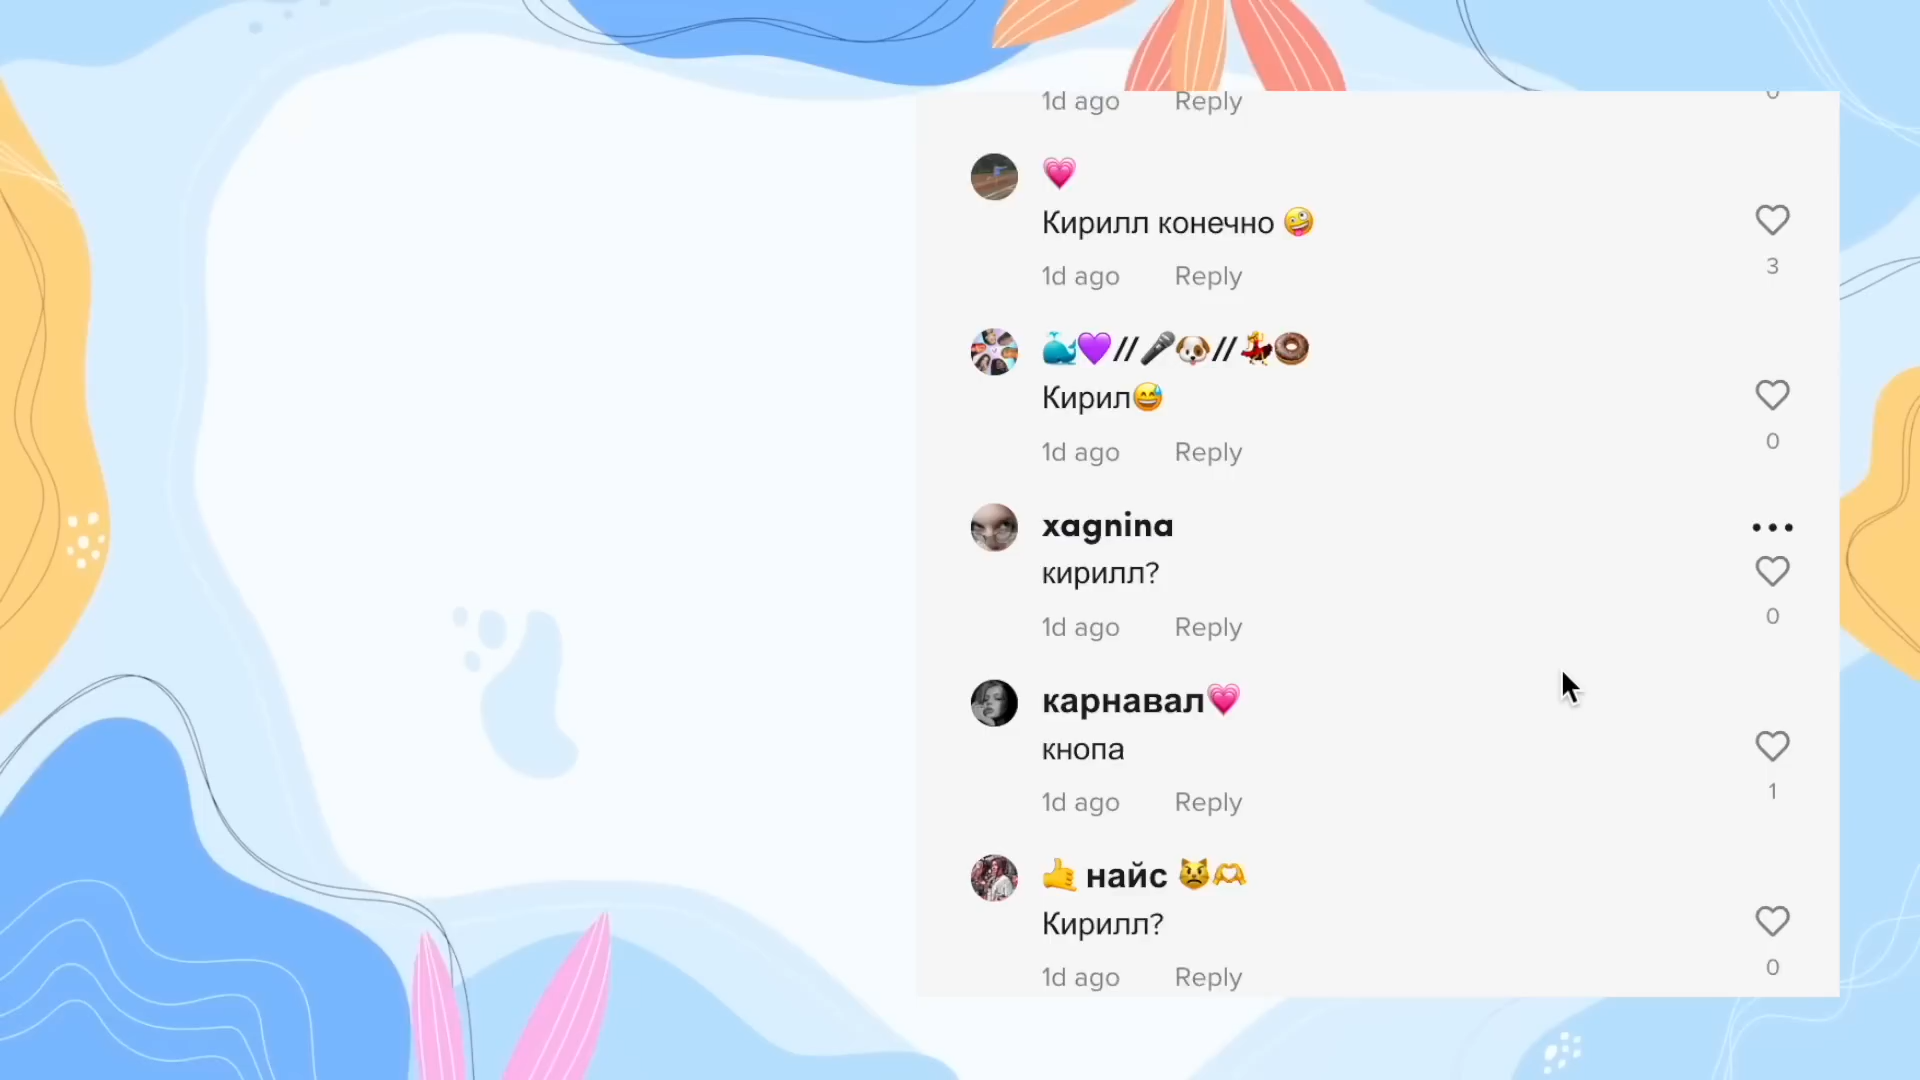 1d ago Reply 0
💗
Кирилл конечно 🤪
1d ago Reply 3
🐳💜//🎤🐶//💃🍩
Кирил😅
1d ago Reply 0
xagnina
кирилл?
1d ago Reply 0
карнавал💗
кнопа
1d ago Reply 1
🤙 найс 😾🫶
Кирилл?
1d ago Reply 0